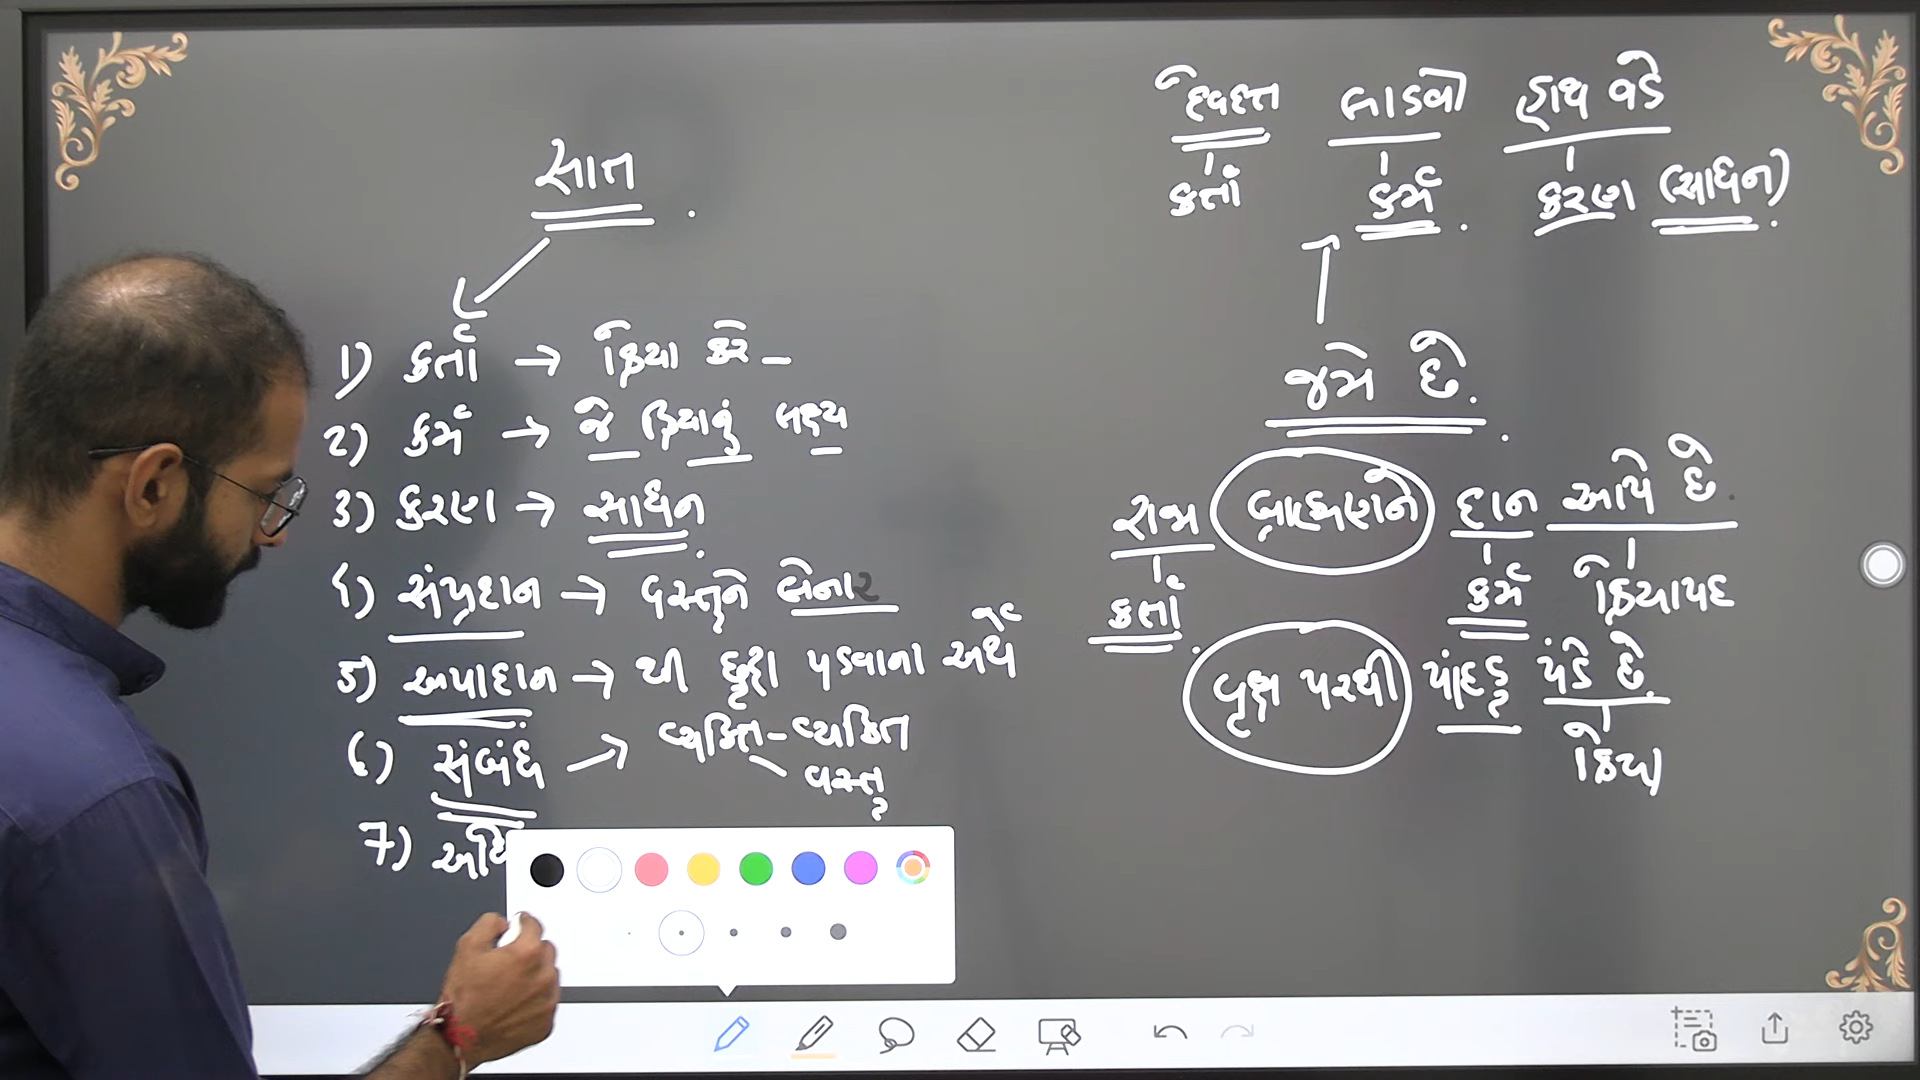 સાત
1) કર્તા → ક્રિયા કરે –
2) કર્મ → જે ક્રિયાનું લક્ષ્ય
3) કરણ → સાધન
4) સંપ્રદાન → વસ્તુને લેનાર
5) અપાદાન → થી છૂટા પડવાના અર્થે
6) સંબંધ → વ્યક્તિ-વ્યક્તિ
વસ્તુ
7) અધિ
દેવદત્ત લાડવો હાથ વડે
કર્તા કર્મ. કરણ (સાધન).
જમે છે.
રાજા બ્રાહ્મણને દાન આપે છે.
કર્તા કર્મ ક્રિયાપદ
વૃક્ષ પરથી પાંદડુ પડે છે.
ક્રિયા